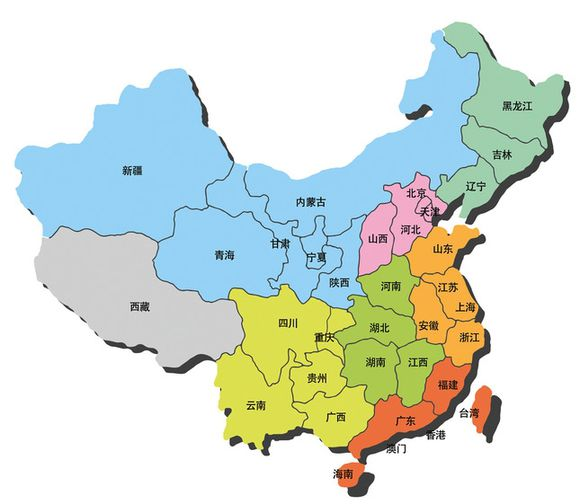 黑龙江
吉林
新疆
辽宁
北京
内蒙古
天津
河北
山西
甘肃
山东
青海
宁夏
陕西
河南
江苏
西藏
上海
四川
湖北
安徽
重庆
浙江
湖南
江西
贵州
福建
云南
台湾
广西
广东
香港
澳门
海南